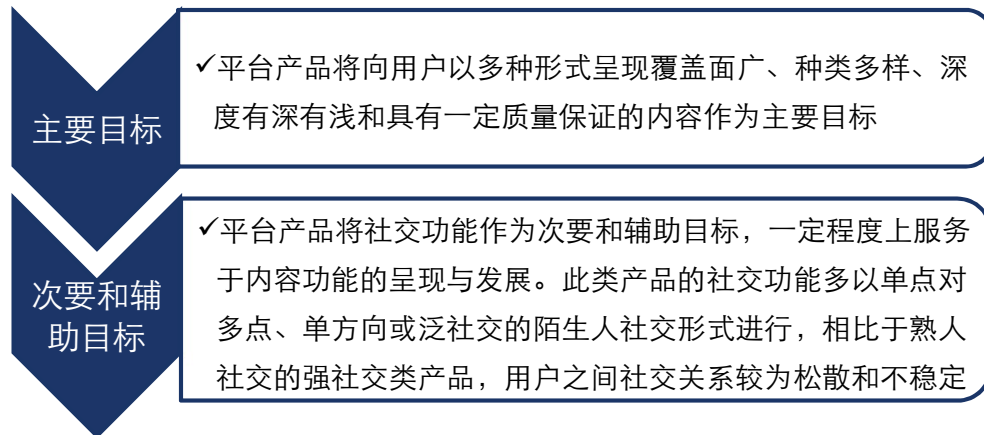 主要目标
✓平台产品将向用户以多种形式呈现覆盖面广、种类多样、深
度有深有浅和具有一定质量保证的内容作为主要目标
次要和辅
助目标
✓平台产品将社交功能作为次要和辅助目标，一定程度上服务
于内容功能的呈现与发展。此类产品的社交功能多以单点对
多点、单方向或泛社交的陌生人社交形式进行，相比于熟人
社交的强社交类产品，用户之间社交关系较为松散和不稳定